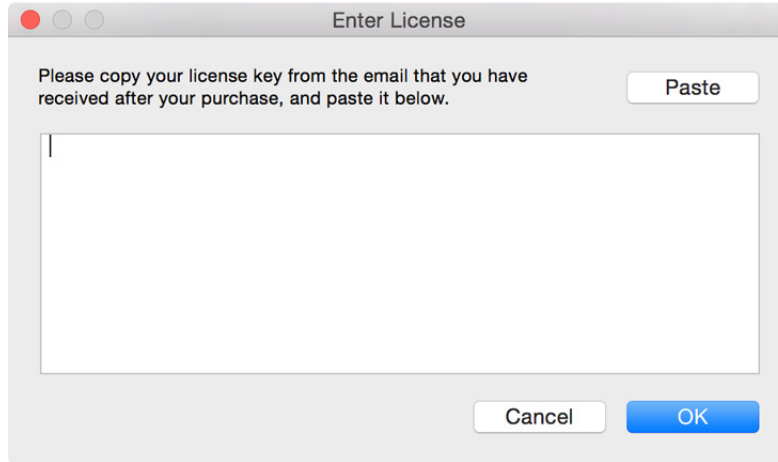 Enter License
Please copy your license key from the email that you have
received after your purchase, and paste it below.
Paste
Cancel
OK